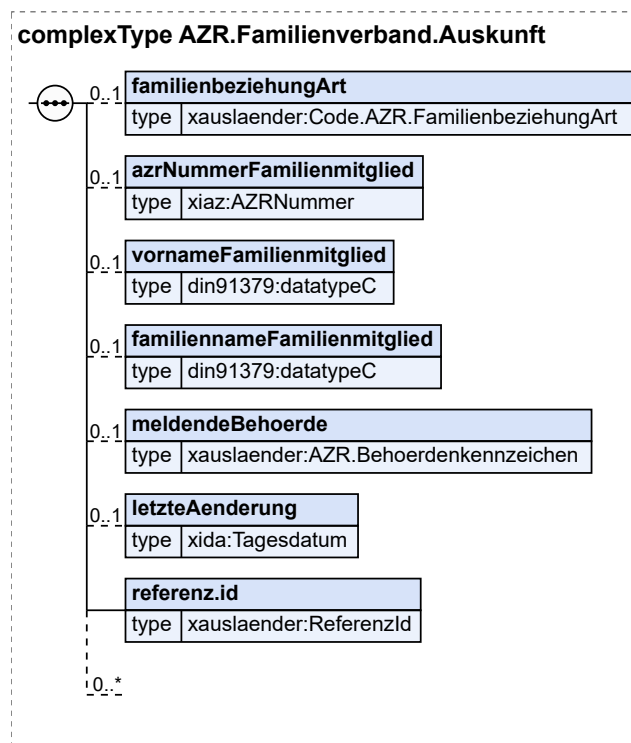 complexType AZR.Familienverband.Auskunft
0..1
familienbeziehungArt
type xauslaender:Code.AZR.FamilienbeziehungArt
0..1
azrNummerFamilienmitglied
type xiaz:AZRNummer
0..1
vornameFamilienmitglied
type din91379:datatypeC
0..1
familiennameFamilienmitglied
type din91379:datatypeC
0..1
meldendeBehoerde
type xauslaender:AZR.Behoerdenkennzeichen
0..1
letzteAenderung
type xida:Tagesdatum
referenz.id
type xauslaender:ReferenzId
0..*